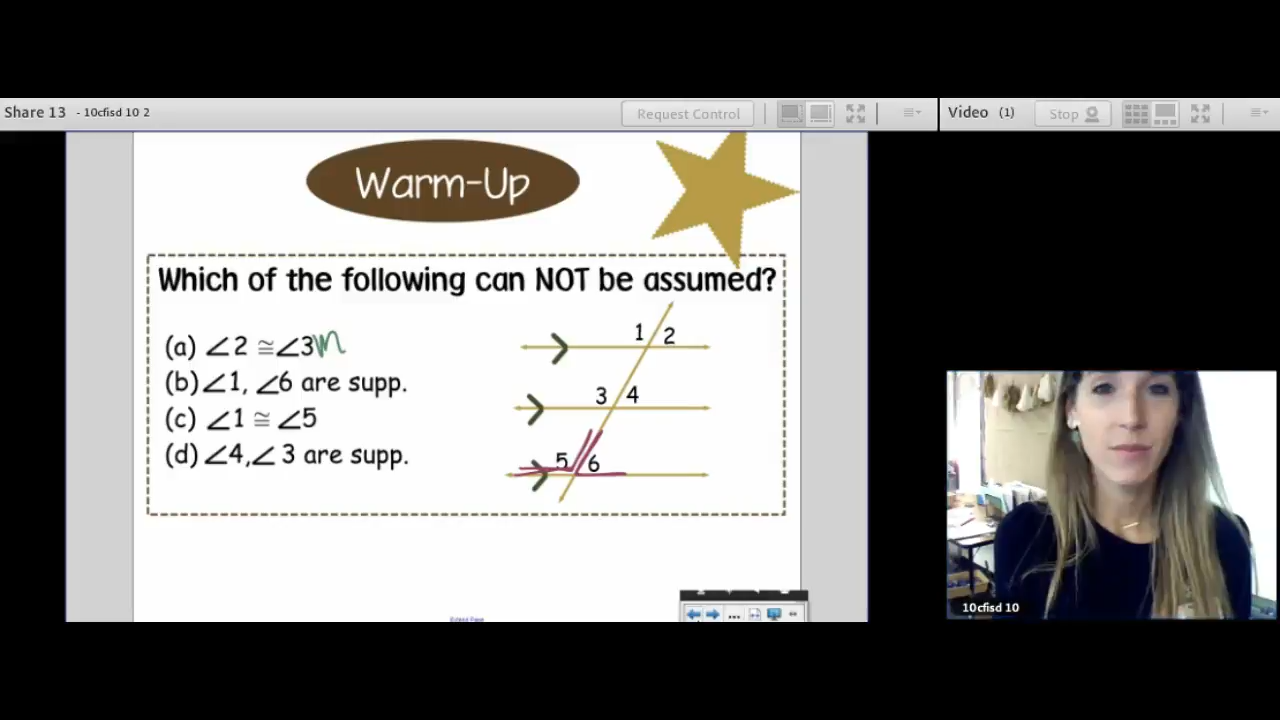 Share 13 - 10cfisd 10 2
Request Control
Video (1)
Stop
Warm-Up
Which of the following can NOT be assumed?
(a) ∠2 ≅ ∠3 m
(b) ∠1, ∠6 are supp.
(c) ∠1 ≅ ∠5
(d) ∠4, ∠3 are supp.
1 2
3 4
5 6
10cfisd 10